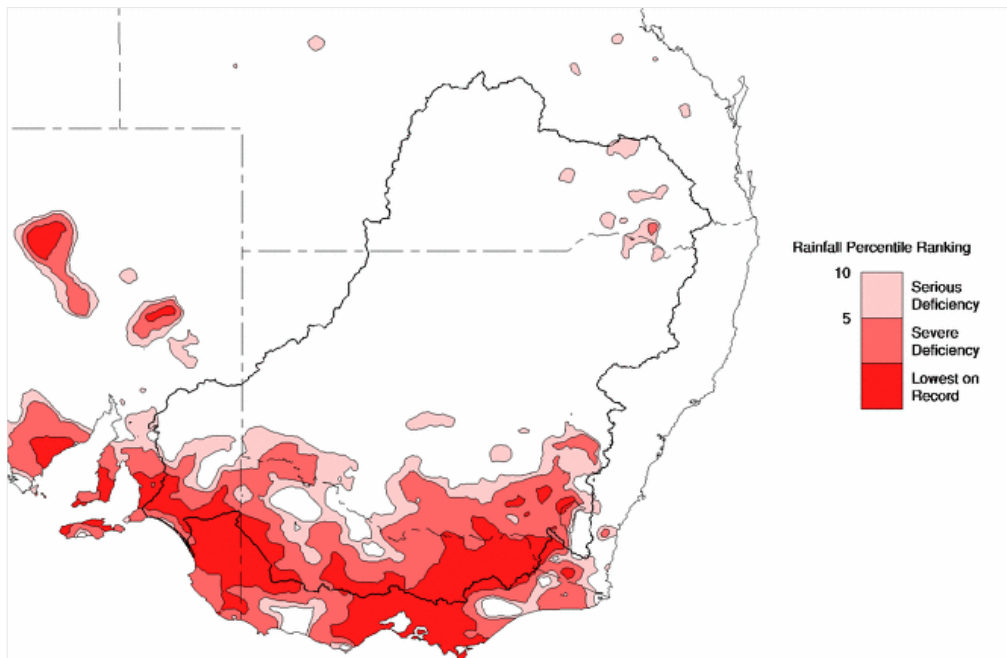 Rainfall Percentile Ranking
10
Serious
Deficiency
5
Severe
Deficiency
Lowest on
Record